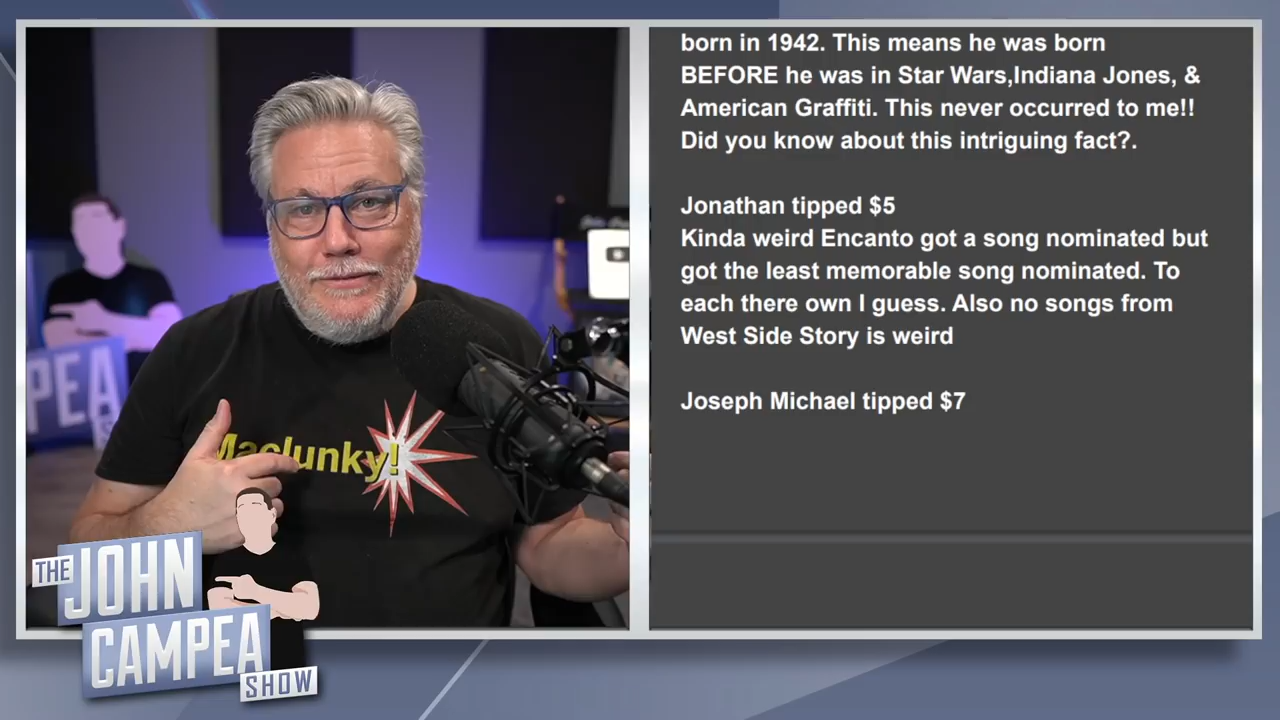 born in 1942. This means he was born
BEFORE he was in Star Wars,Indiana Jones, &
American Graffiti. This never occurred to me!!
Did you know about this intriguing fact?.
Jonathan tipped $5
Kinda weird Encanto got a song nominated but
got the least memorable song nominated. To
each there own I guess. Also no songs from
West Side Story is weird
Joseph Michael tipped $7
Maclunky!
PEA
THE
JOHN
CAMPEA
SHOW